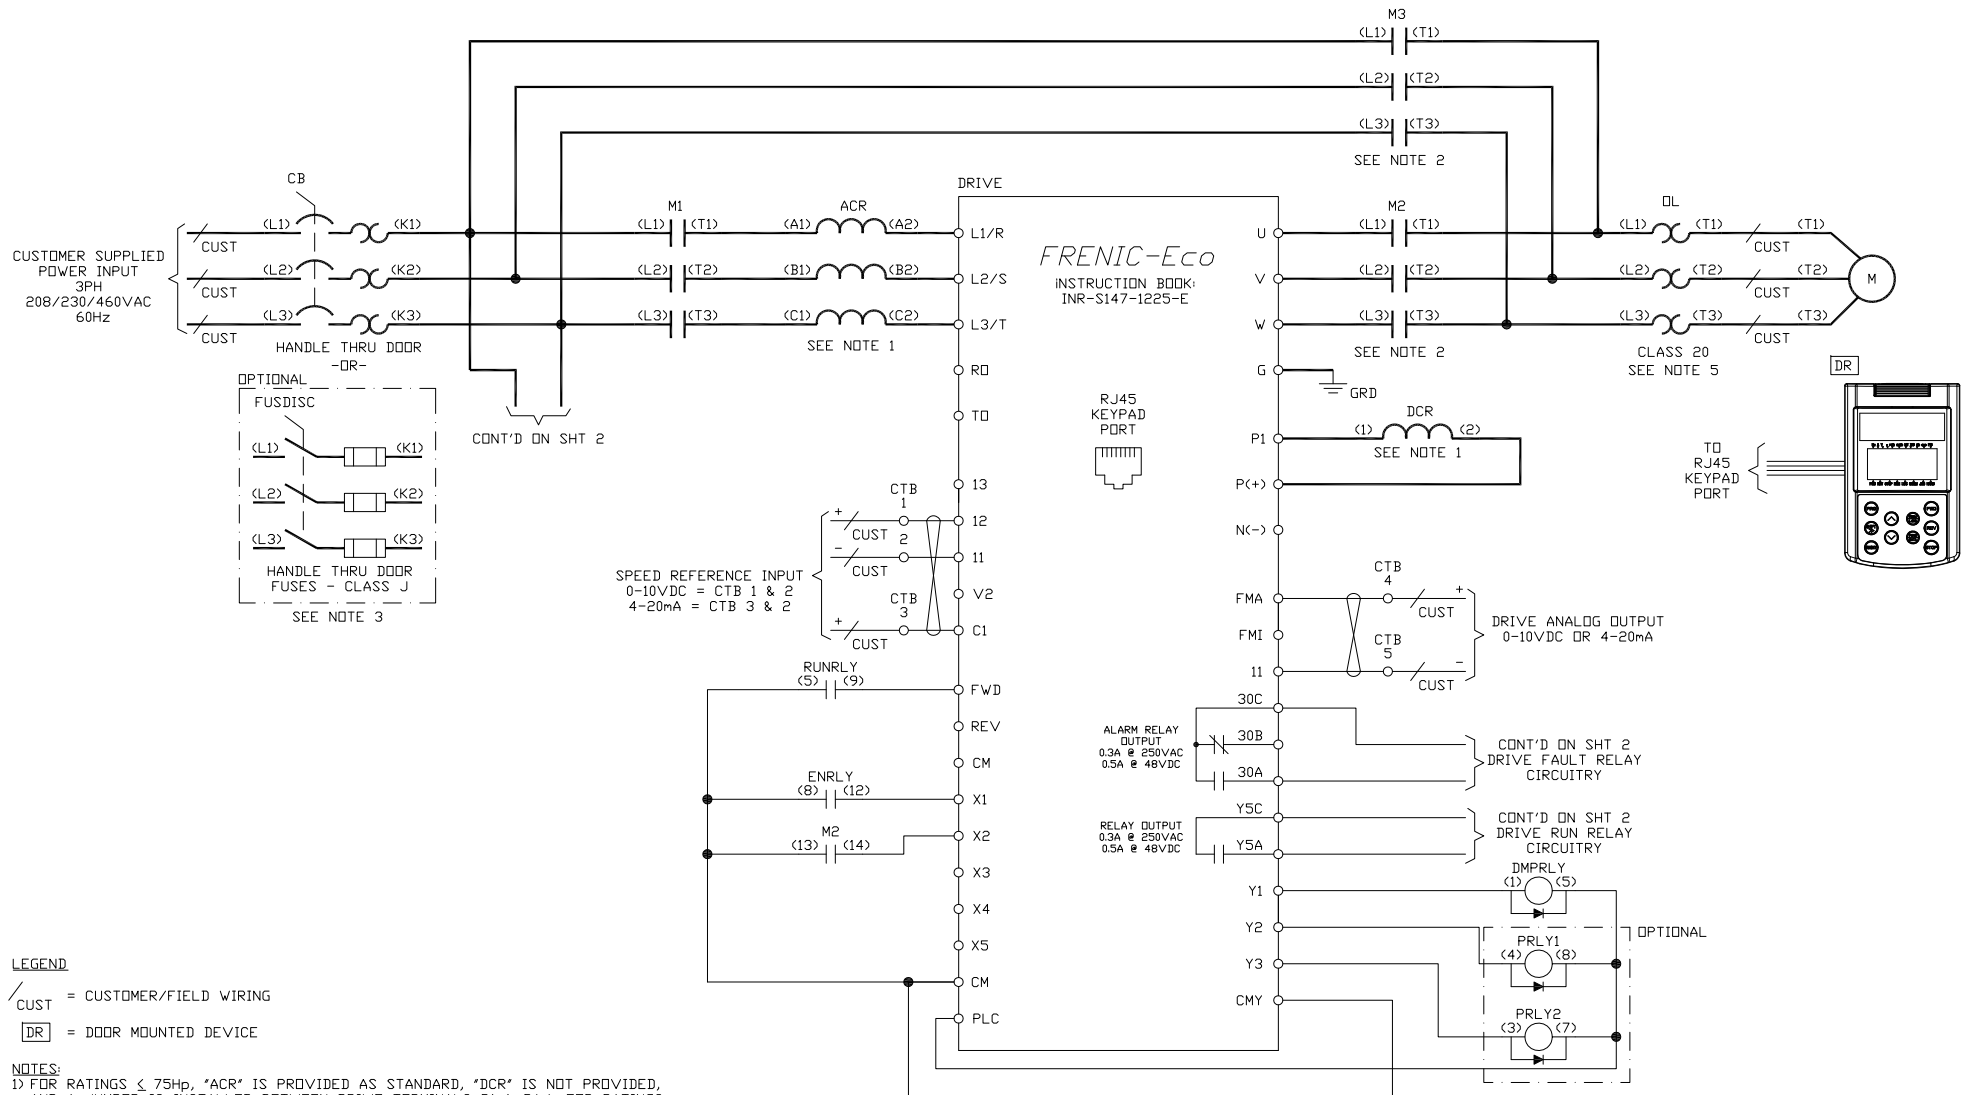 M3
(L1) (T1)
(L2) (T2)
(L3) (T3)
SEE NOTE 2
CB
DRIVE
(L1) (K1)
CUST
(L2) (K2)
CUST
(L3) (K3)
CUST
CUSTOMER SUPPLIED
POWER INPUT
3PH
208/230/460VAC
60Hz
HANDLE THRU DOOR
-OR-
OPTIONAL
FUSDISC
(L1) (K1)
(L2) (K2)
(L3) (K3)
HANDLE THRU DOOR
FUSES - CLASS J
SEE NOTE 3
CONT'D ON SHT 2
M1
(L1) (T1)
(L2) (T2)
(L3) (T3)
ACR
(A1) (A2)
(B1) (B2)
(C1) (C2)
SEE NOTE 1
L1/R
L2/S
L3/T
R0
T0
13
12
11
V2
C1
FWD
REV
CM
X1
X2
X3
X4
X5
CM
PLC
FRENIC-Eco
INSTRUCTION BOOK:
INR-S147-1225-E
RJ45
KEYPAD
PORT
U
V
W
G
P1
P(+)
N(-)
FMA
FMI
11
30C
30B
30A
Y5C
Y5A
Y1
Y2
Y3
CMY
M2
(L1) (T1)
(L2) (T2)
(L3) (T3)
SEE NOTE 2
OL
(L1) (T1)
CUST
(T1)
(L2) (T2)
CUST
(T2)
(L3) (T3)
CUST
(T3)
M
CLASS 20
SEE NOTE 5
GRD
DCR
(1) (2)
SEE NOTE 1
DR
TO
RJ45
KEYPAD
PORT
CTB
1
+
CUST
2
-
CUST
CTB
3
+
CUST
SPEED REFERENCE INPUT
0-10VDC = CTB 1 & 2
4-20mA = CTB 3 & 2
RUNRLY
(5) (9)
ENRLY
(8) (12)
M2
(13) (14)
CTB
4
+
CUST
CTB
5
-
CUST
DRIVE ANALOG OUTPUT
0-10VDC OR 4-20mA
ALARM RELAY
OUTPUT
0.3A @ 250VAC
0.5A @ 48VDC
CONT'D ON SHT 2
DRIVE FAULT RELAY
CIRCUITRY
RELAY OUTPUT
0.3A @ 250VAC
0.5A @ 48VDC
CONT'D ON SHT 2
DRIVE RUN RELAY
CIRCUITRY
DMPRLY
(1) (5)
OPTIONAL
PRLY1
(4) (8)
PRLY2
(3) (7)
LEGEND
CUST = CUSTOMER/FIELD WIRING
DR = DOOR MOUNTED DEVICE
NOTES:
1) FOR RATINGS ≤ 75Hp, "ACR" IS PROVIDED AS STANDARD, "DCR" IS NOT PROVIDED,